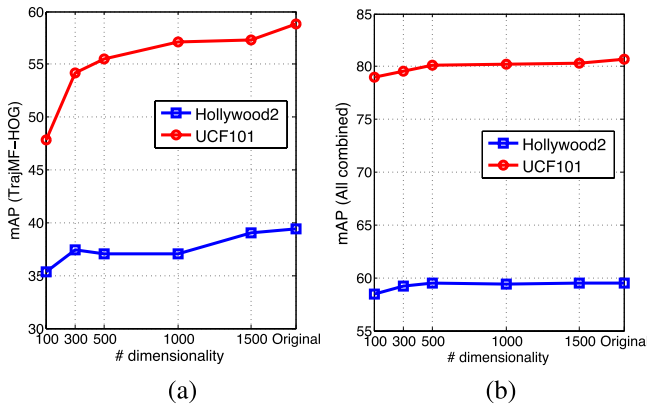 60
55
50
45
40
35
30
mAP (TrajMF-HOG)
Hollywood2
UCF101
100 300 500 1000 1500 Original
# dimensionality
(a)
85
80
75
70
65
60
55
mAP (All combined)
Hollywood2
UCF101
100 300 500 1000 1500 Original
# dimensionality
(b)